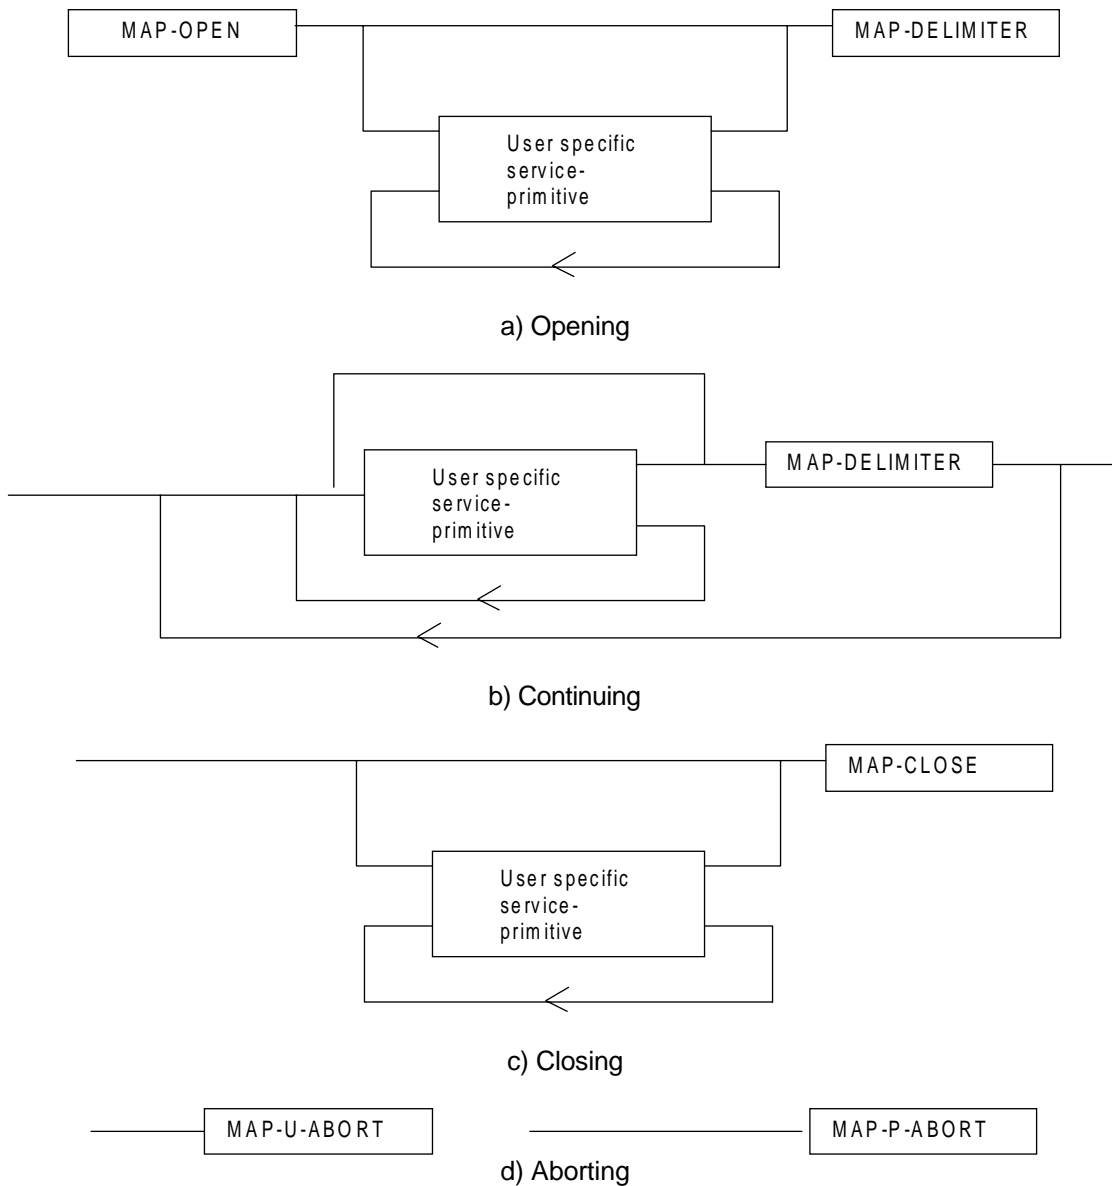 MAP-OPEN
MAP-DELIMITER
User specific
service-
primitive
a) Opening
User specific
service-
primitive
MAP-DELIMITER
b) Continuing
MAP-CLOSE
User specific
service-
primitive
c) Closing
MAP-U-ABORT
MAP-P-ABORT
d) Aborting